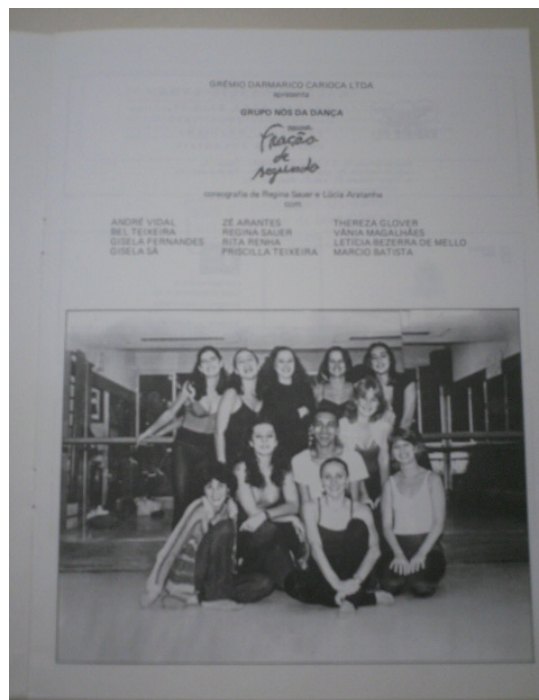 GRÊMIO DARMARICO CARIOCA LTDA
apresenta
GRUPO NÓS DA DANÇA
Fração
de
segundo
coreografia de Regina Sauer e Lúcia Aratanha
com
ANDRÉ VIDAL ZÉ ARANTES THEREZA GLOVER
BEL TEIXEIRA REGINA SAUER VÂNIA MAGALHÃES
GISELA FERNANDES RITA RENHA LETÍCIA BEZERRA DE MELLO
GISELA SÁ PRISCILLA TEIXEIRA MARCIO BATISTA